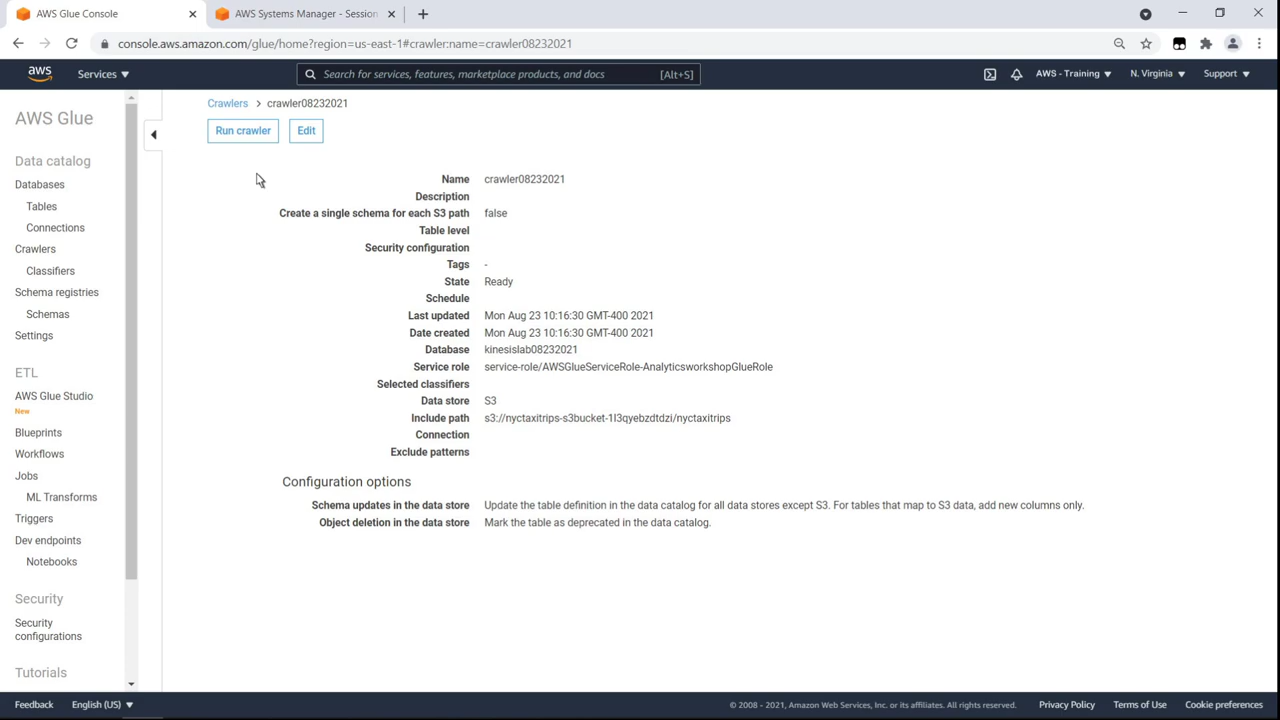 AWS Glue Console
AWS Systems Manager - Session
console.aws.amazon.com/glue/home?region=us-east-1#crawler:name=crawler08232021
aws
Services
Search for services, features, marketplace products, and docs
[Alt+S]
AWS - Training
N. Virginia
Support
AWS Glue
Data catalog
Databases
Tables
Connections
Crawlers
Classifiers
Schema registries
Schemas
Settings
ETL
AWS Glue Studio
New
Blueprints
Workflows
Jobs
ML Transforms
Triggers
Dev endpoints
Notebooks
Security
Security
configurations
Tutorials
Crawlers > crawler08232021
Run crawler
Edit
Name crawler08232021
Description
Create a single schema for each S3 path false
Table level
Security configuration
Tags -
State Ready
Schedule
Last updated Mon Aug 23 10:16:30 GMT-400 2021
Date created Mon Aug 23 10:16:30 GMT-400 2021
Database kinesislab08232021
Service role service-role/AWSGlueServiceRole-AnalyticsworkshopGlueRole
Selected classifiers
Data store S3
Include path s3://nyctaxitrips-s3bucket-1l3qyebzdtdzi/nyctaxitrips
Connection
Exclude patterns
Configuration options
Schema updates in the data store Update the table definition in the data catalog for all data stores except S3. For tables that map to S3 data, add new columns only.
Object deletion in the data store Mark the table as deprecated in the data catalog.
Feedback
English (US)
© 2008 - 2021, Amazon Web Services, Inc. or its affiliates. All rights reserved.
Privacy Policy
Terms of Use
Cookie preferences